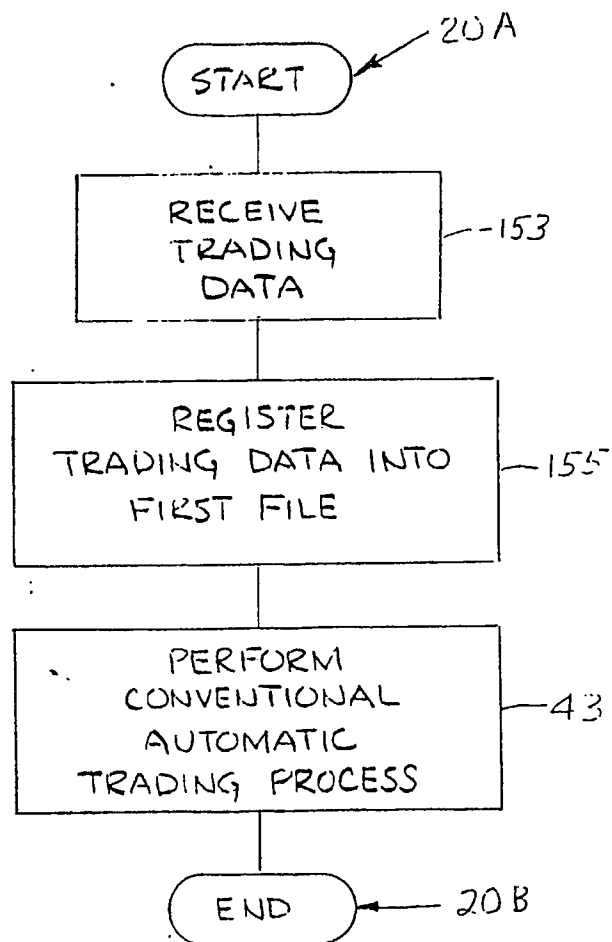 20A
START
RECEIVE
TRADING
DATA
153
REGISTER
TRADING DATA INTO
FIRST FILE
155
PERFORM
CONVENTIONAL
AUTOMATIC
TRADING PROCESS
43
END
20B